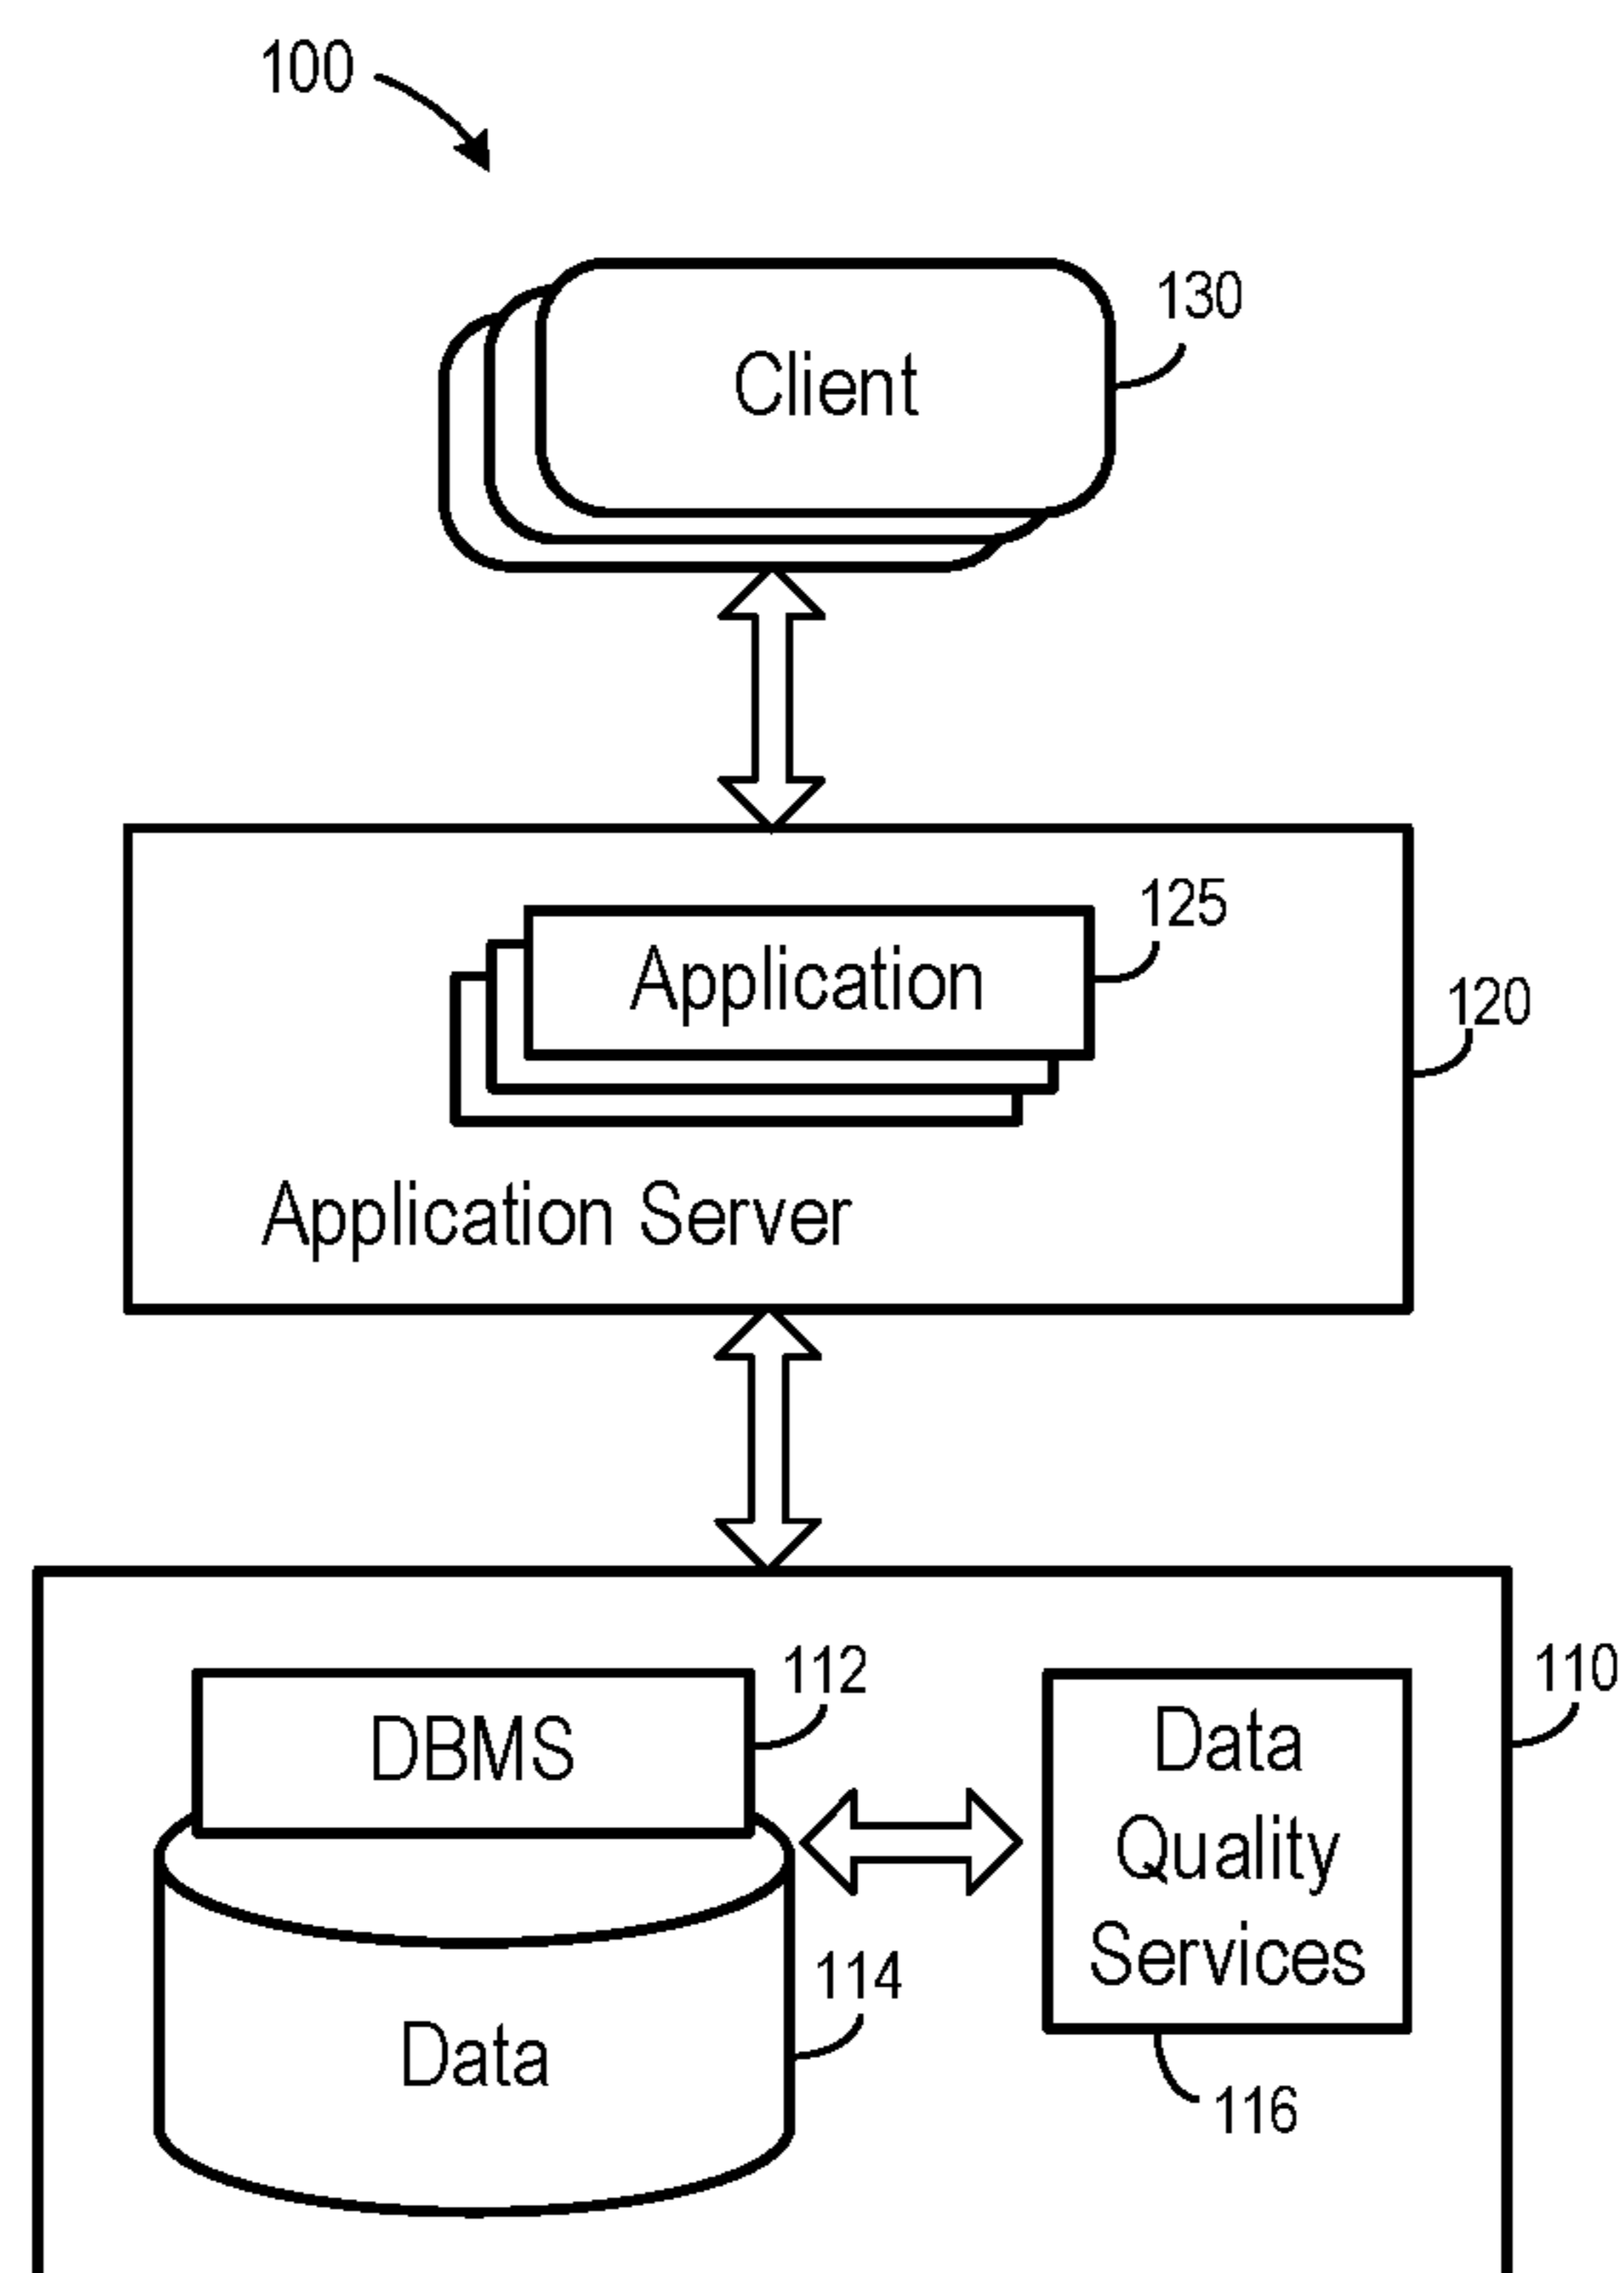 100
130
Client
125
Application
120
Application Server
112
110
DBMS
Data
Quality
Services
114
Data
116